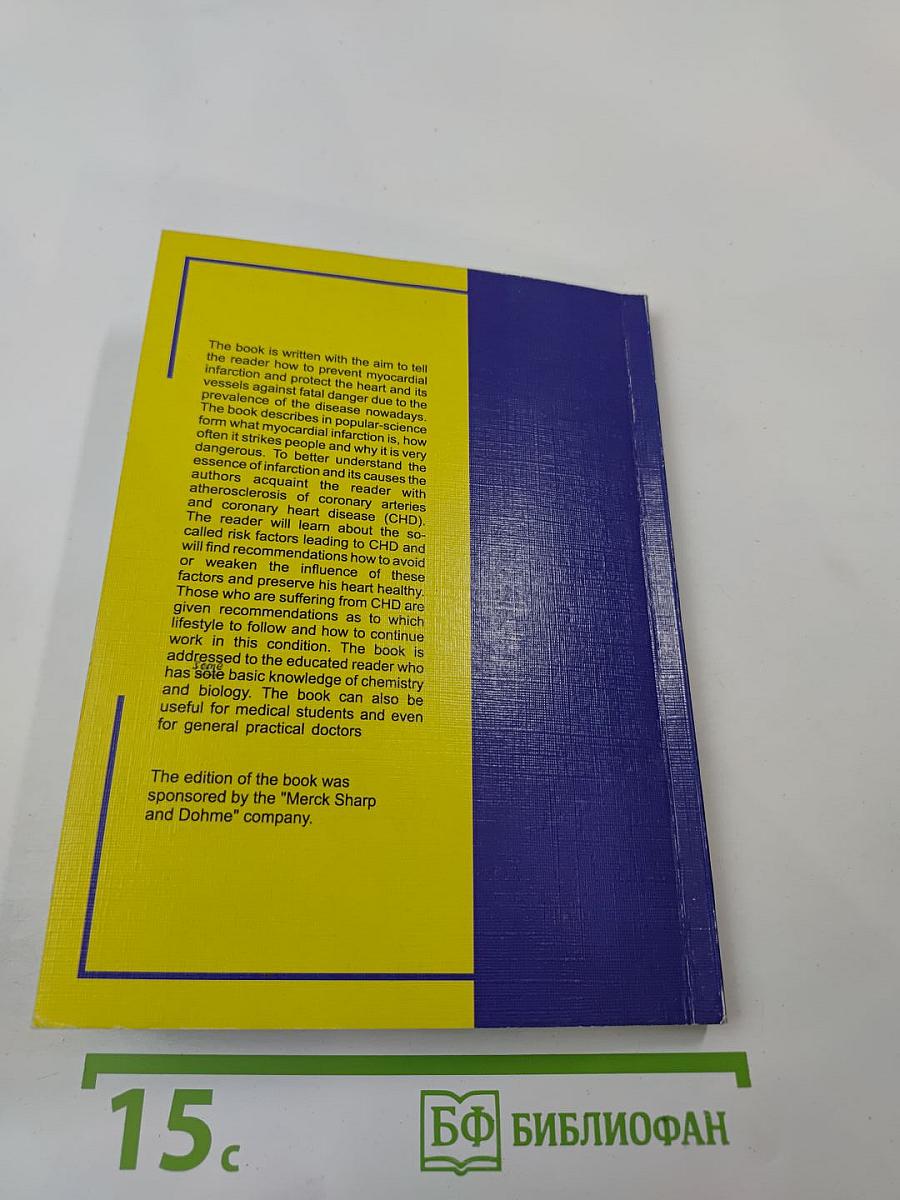 The book is written with the aim to tell
the reader how to prevent myocardial
infarction and protect the heart and its
vessels against fatal danger due to the
prevalence of the disease nowadays.
The book describes in popular-science
form what myocardial infarction is, how
often it strikes people and why it is very
dangerous. To better understand the
essence of infarction and its causes the
authors acquaint the reader with
atherosclerosis of coronary arteries
and coronary heart disease (CHD).
The reader will learn about the so-
called risk factors leading to CHD and
will find recommendations how to avoid
or weaken the influence of these
factors and preserve his heart healthy.
Those who are suffering from CHD are
given recommendations as to which
lifestyle to follow and how to continue
work in this condition. The book is
addressed to the educated reader who
some
has sote basic knowledge of chemistry
and biology. The book can also be
useful for medical students and even
for general practical doctors
The edition of the book was
sponsored by the "Merck Sharp
and Dohme" company.
15 с
БФ БИБЛИОФАН